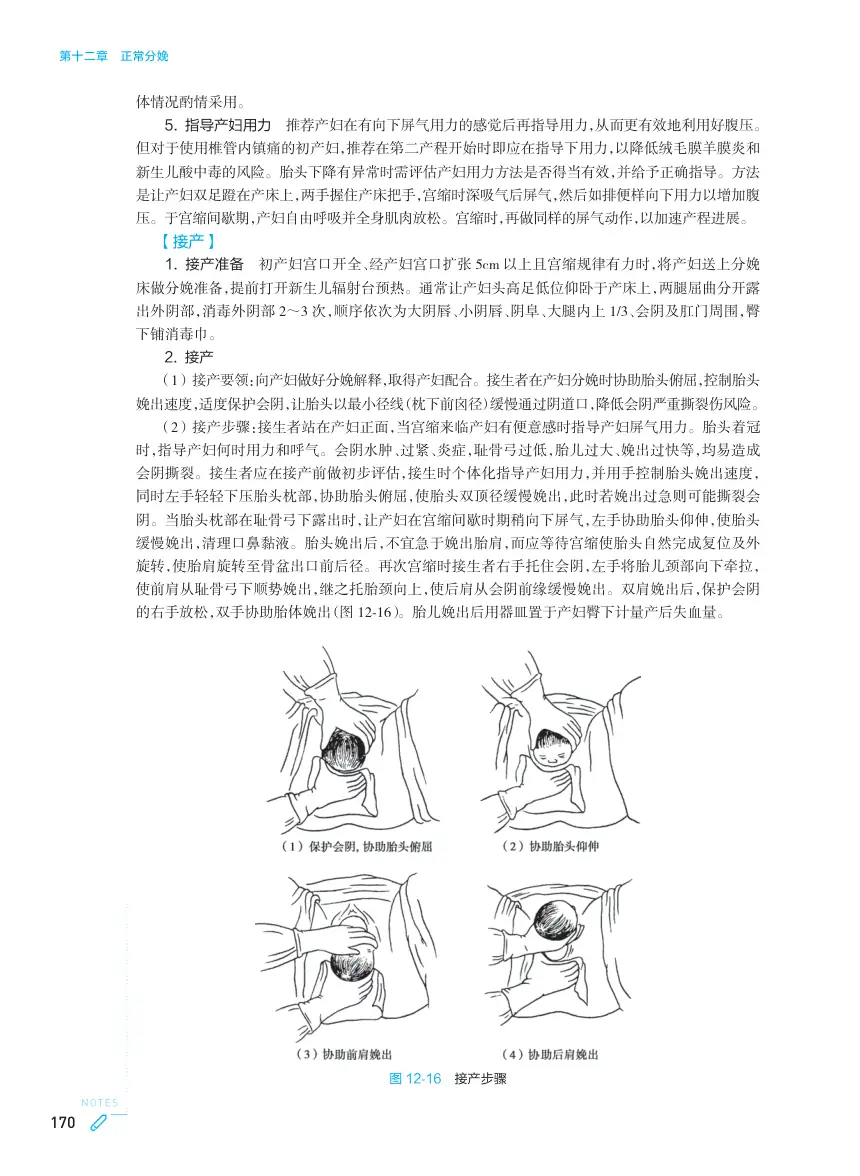 第十二章　正常分娩
体情况酌情采用。
5. 指导产妇用力　推荐产妇在有向下屏气用力的感觉后再指导用力，从而更有效地利用好腹压。
但对于使用椎管内镇痛的初产妇，推荐在第二产程开始时即应在指导下用力，以降低绒毛膜羊膜炎和
新生儿酸中毒的风险。胎头下降有异常时需评估产妇用力方法是否得当有效，并给予正确指导。方法
是让产妇双足蹬在产床上，两手握住产床把手，宫缩时深吸气后屏气，然后如排便样向下用力以增加腹
压。于宫缩间歇期，产妇自由呼吸并全身肌肉放松。宫缩时，再做同样的屏气动作，以加速产程进展。
【接产】
1. 接产准备　初产妇宫口开全、经产妇宫口扩张 5cm 以上且宫缩规律有力时，将产妇送上分娩
床做分娩准备，提前打开新生儿辐射台预热。通常让产妇头高足低位仰卧于产床上，两腿屈曲分开露
出外阴部，消毒外阴部 2～3 次，顺序依次为大阴唇、小阴唇、阴阜、大腿内上 1/3、会阴及肛门周围，臀
下铺消毒巾。
2. 接产
（1）接产要领：向产妇做好分娩解释，取得产妇配合。接生者在产妇分娩时协助胎头俯屈，控制胎头
娩出速度，适度保护会阴，让胎头以最小径线（枕下前囟径）缓慢通过阴道口，降低会阴严重撕裂伤风险。
（2）接产步骤：接生者站在产妇正面，当宫缩来临产妇有便意感时指导产妇屏气用力。胎头着冠
时，指导产妇何时用力和呼气。会阴水肿、过紧、炎症，耻骨弓过低，胎儿过大、娩出过快等，均易造成
会阴撕裂。接生者应在接产前做初步评估，接生时个体化指导产妇用力，并用手控制胎头娩出速度，
同时左手轻轻下压胎头枕部，协助胎头俯屈，使胎头双顶径缓慢娩出，此时若娩出过急则可能撕裂会
阴。当胎头枕部在耻骨弓下露出时，让产妇在宫缩间歇时期稍向下屏气，左手协助胎头仰伸，使胎头
缓慢娩出，清理口鼻黏液。胎头娩出后，不宜急于娩出胎肩，而应等待宫缩使胎头自然完成复位及外
旋转，使胎肩旋转至骨盆出口前后径。再次宫缩时接生者右手托住会阴，左手将胎儿颈部向下牵拉，
使前肩从耻骨弓下顺势娩出，继之托胎颈向上，使后肩从会阴前缘缓慢娩出。双肩娩出后，保护会阴
的右手放松，双手协助胎体娩出（图 12-16）。胎儿娩出后用器皿置于产妇臀下计量产后失血量。
（1）保护会阴，协助胎头俯屈
（2）协助胎头仰伸
（3）协助前肩娩出
（4）协助后肩娩出
图 12-16　接产步骤
NOTES
170